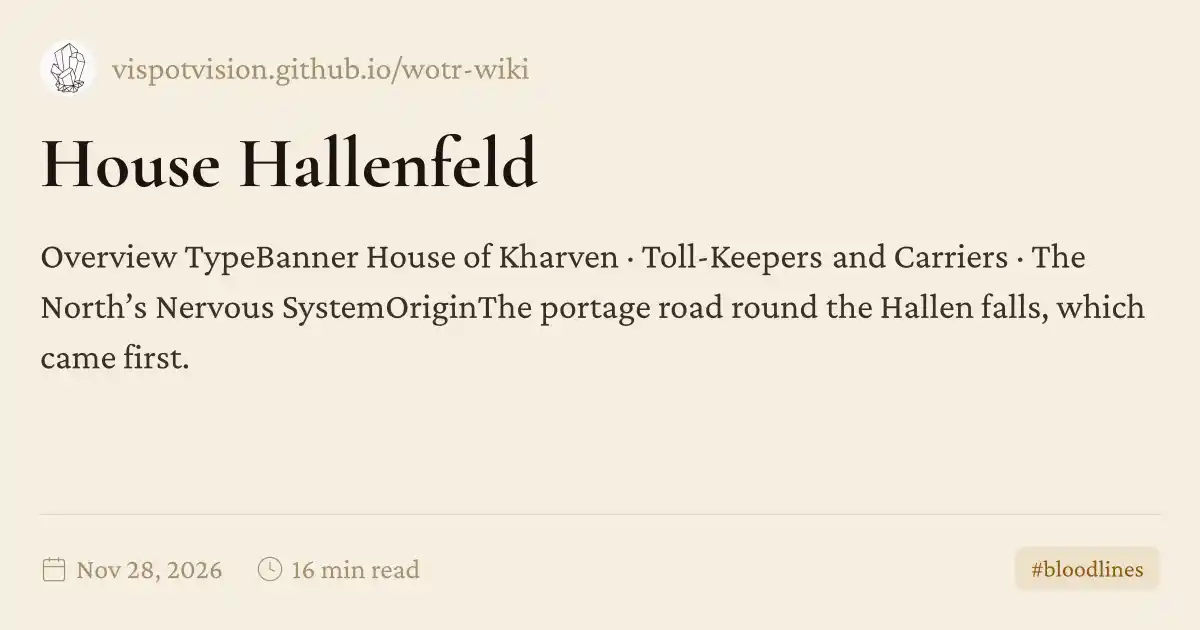 vispotvision.github.io/wotr-wiki
House Hallenfeld
Overview TypeBanner House of Kharven · Toll-Keepers and Carriers · The
North’s Nervous SystemOriginThe portage road round the Hallen falls, which
came first.
Nov 28, 2026
16 min read
#bloodlines